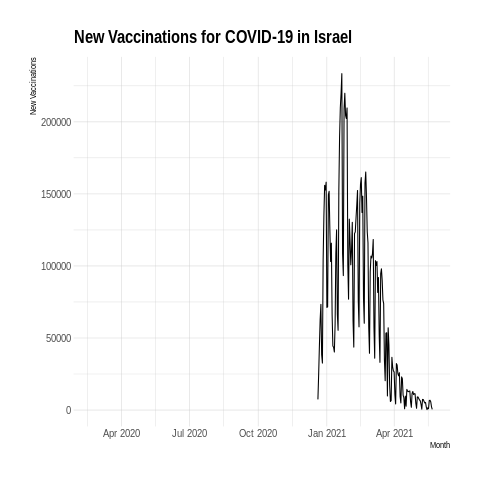 New Vaccinations for COVID-19 in Israel
New Vaccinations
200000
150000
100000
50000
0
Apr 2020 Jul 2020 Oct 2020 Jan 2021 Apr 2021
Month